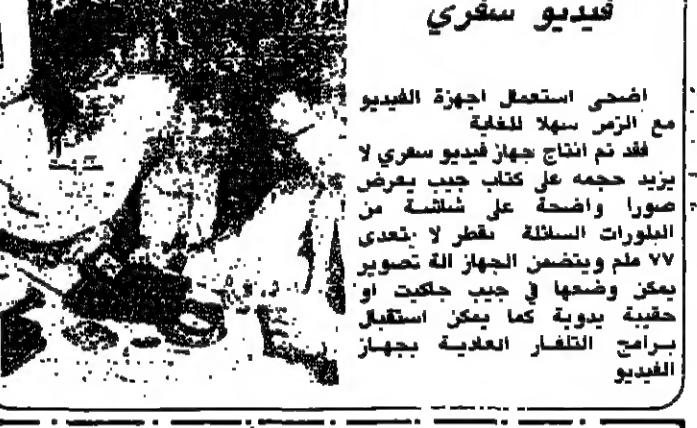 فيديو سفري
اضحى استعمال اجهزة الفيديو
مع الزمن سهلا للغاية
فقد تم انتاج جهاز فيديو سفري لا
يزيد حجمه على كتاب جيب يعرض
صورا واضحة على شاشة من
البلورات السائلة بقطر لا يتعدى
٧٧ ملم ويتضمن الجهاز الة تصوير
يمكن وضعها في جيب جاكيت او
حقيبة يدوية كما يمكن استقبال
برامج التلفاز العادية بجهاز
الفيديو